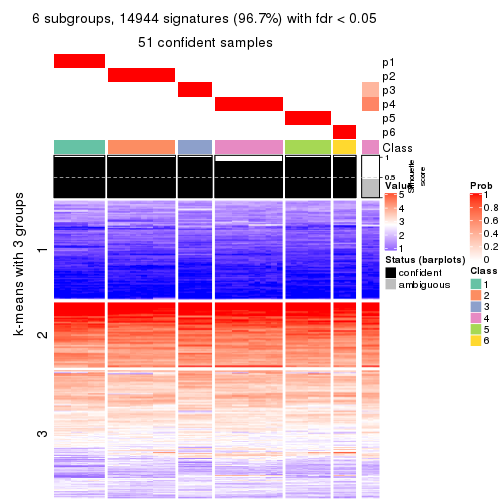 6 subgroups, 14944 signatures (96.7%) with fdr < 0.05
51 confident samples
p1
p2
p3
p4
p5
p6
Class
1
0.5
0
Silhouette
score
k-means with 3 groups
1
2
3
Value
5
4
3
2
1
Status (barplots)
confident
ambiguous
Prob
1
0.8
0.6
0.4
0.2
0
Class
1
2
3
4
5
6